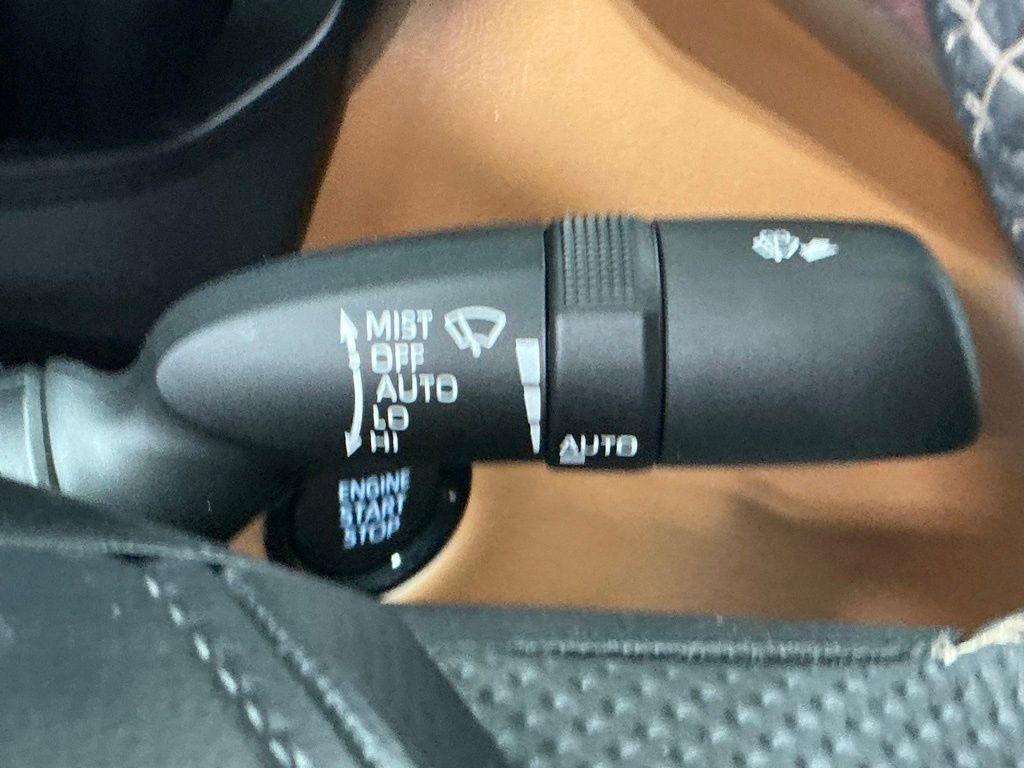 MIST
OFF
AUTO
LO
HI
AUTO
ENGINE
START
STOP